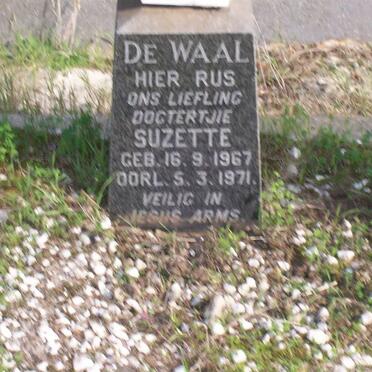 DE WAAL
HIER RUS
ONS LIEFLING
DOGTERTJIE
SUZETTE
GEB. 16. 9. 1967
OORL. 5. 3. 1971.
VEILIG IN
JESUS ARMS